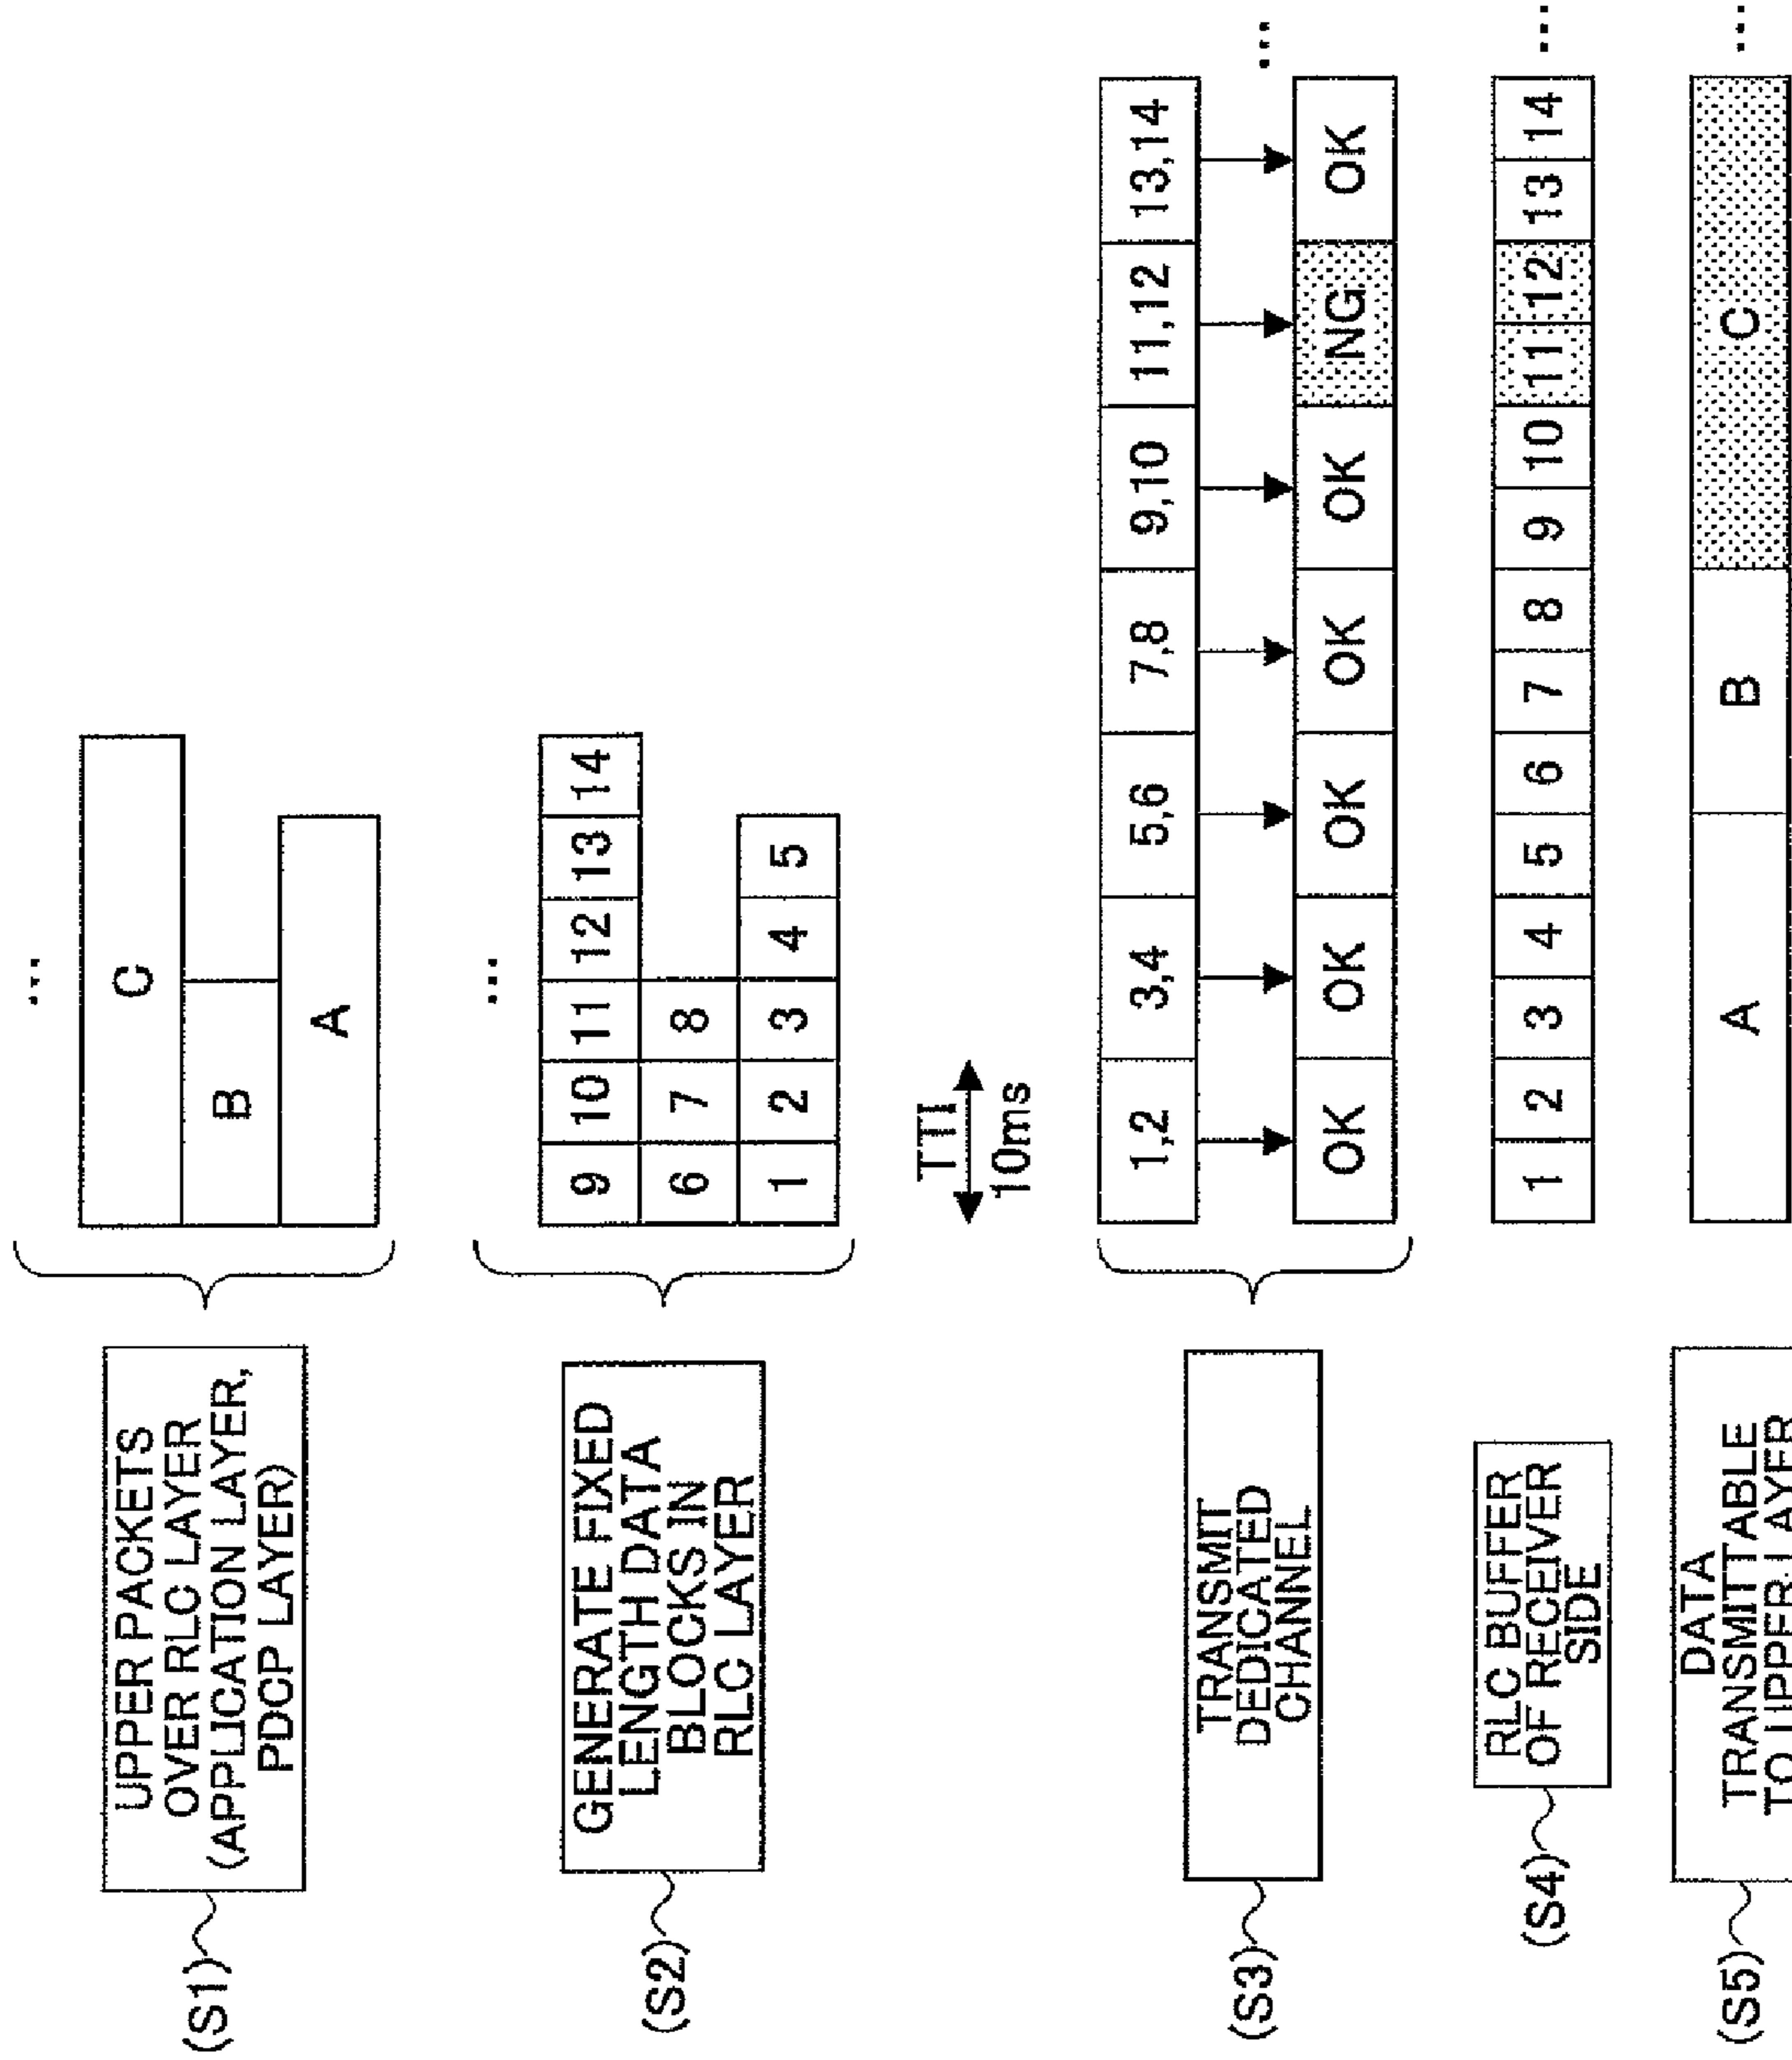 (S1)
UPPER PACKETS
OVER RLC LAYER
(APPLICATION LAYER,
PDCP LAYER)
...
C
B
A
(S2)
GENERATE FIXED
LENGTH DATA
BLOCKS IN
RLC LAYER
...
9 10 11 12 13 14
6 7 8
1 2 3 4 5
TTI
10ms
(S3)
TRANSMIT
DEDICATED
CHANNEL
1,2 3,4 5,6 7,8 9,10 11,12 13,14
...
OK OK OK OK OK NG OK
(S4)
RLC BUFFER
OF RECEIVER
SIDE
1 2 3 4 5 6 7 8 9 10 11 12 13 14 ...
(S5)
DATA
TRANSMITTABLE
TO UPPER LAYER
A B C ...